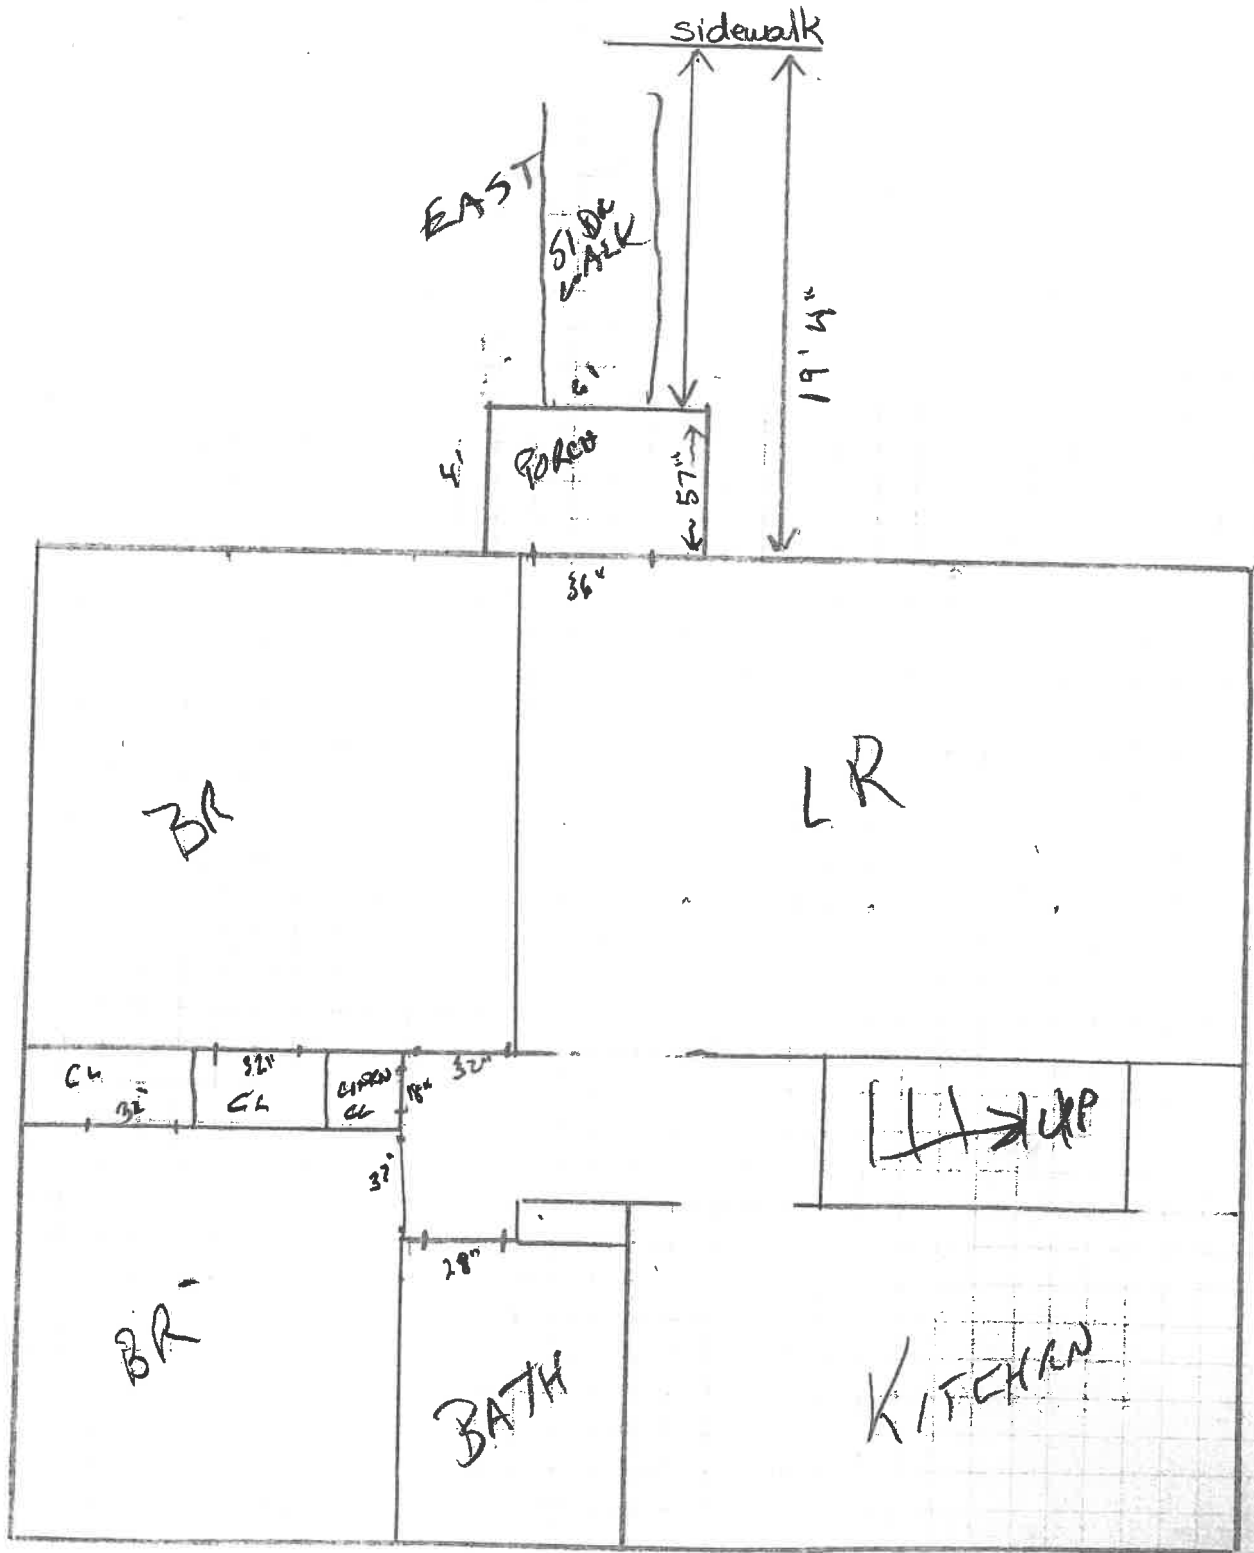 sidewalk
EAST
SIDE
WALK
19' 4"
6'
4'
PORCH
57"
36"
BR
LR
CL
32"
32"
CL
LINEN
CL
18"
32"
UP
32"
28"
BR
BATH
KITCHEN